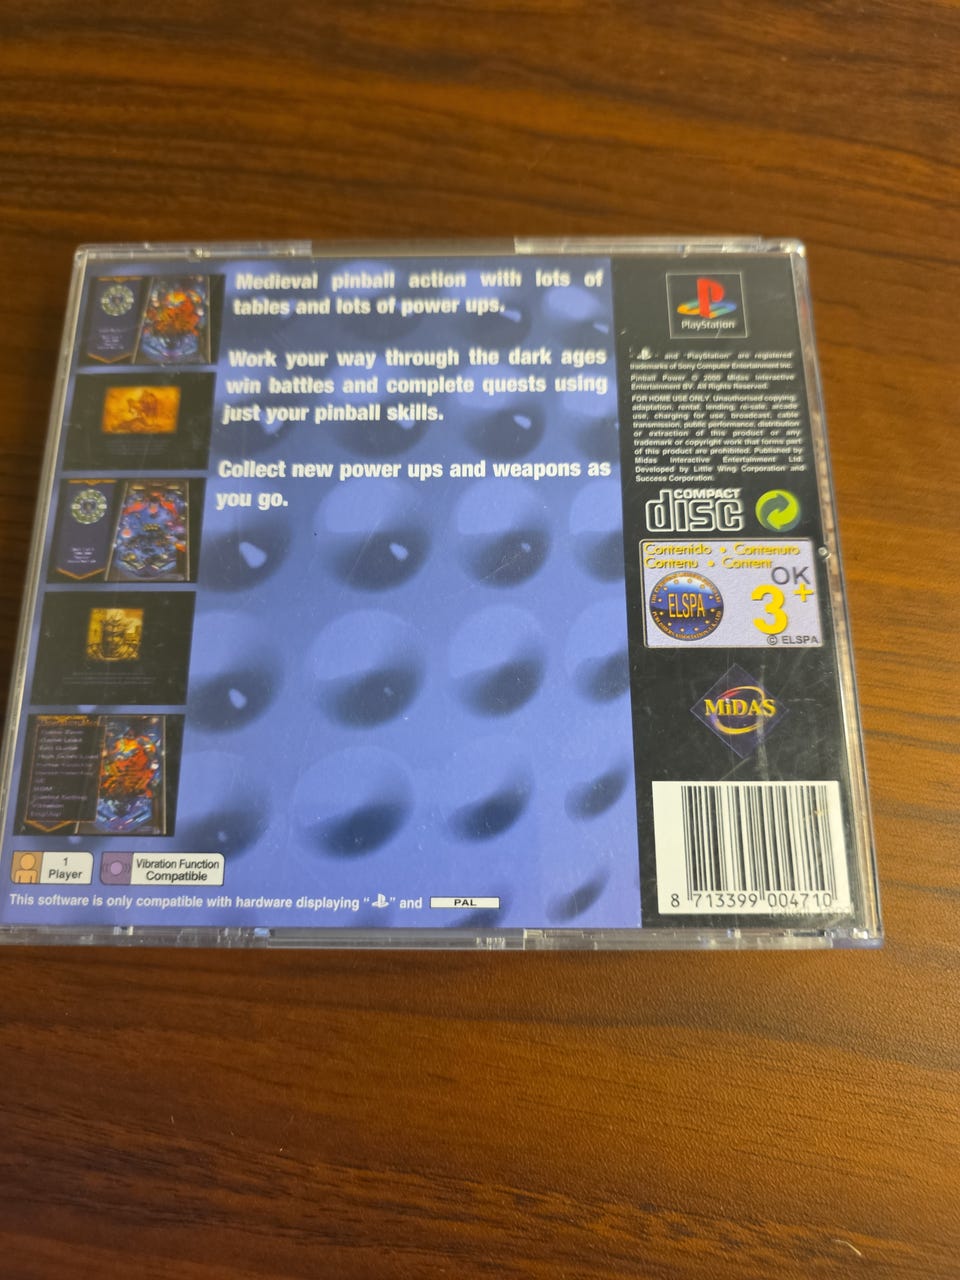 Medieval pinball action with lots of
tables and lots of power ups.
Work your way through the dark ages
win battles and complete quests using
just your pinball skills.
Collect new power ups and weapons as
you go.
1
Player
Vibration Function
Compatible
This software is only compatible with hardware displaying " " and PAL
PlayStation
" " and "PlayStation" are registered
trademarks of Sony Computer Entertainment Inc.
Pinball Power © 2000 Midas Interactive
Entertainment BV. All Rights Reserved.
FOR HOME USE ONLY. Unauthorised copying,
adaptation, rental, lending, re-sale, arcade
use, charging for use, broadcast, cable
transmission, public performance, distribution
or extraction of this product or any
trademark or copyright work that forms part
of this product are prohibited. Published by
Midas Interactive Entertainment Ltd.
Developed by Little Wing Corporation and
Success Corporation.
COMPACT
disc
Contenido • Contenuto
Contenu • Content
OK
3+
ELSPA
© ELSPA
MiDAS
8 713399 004710